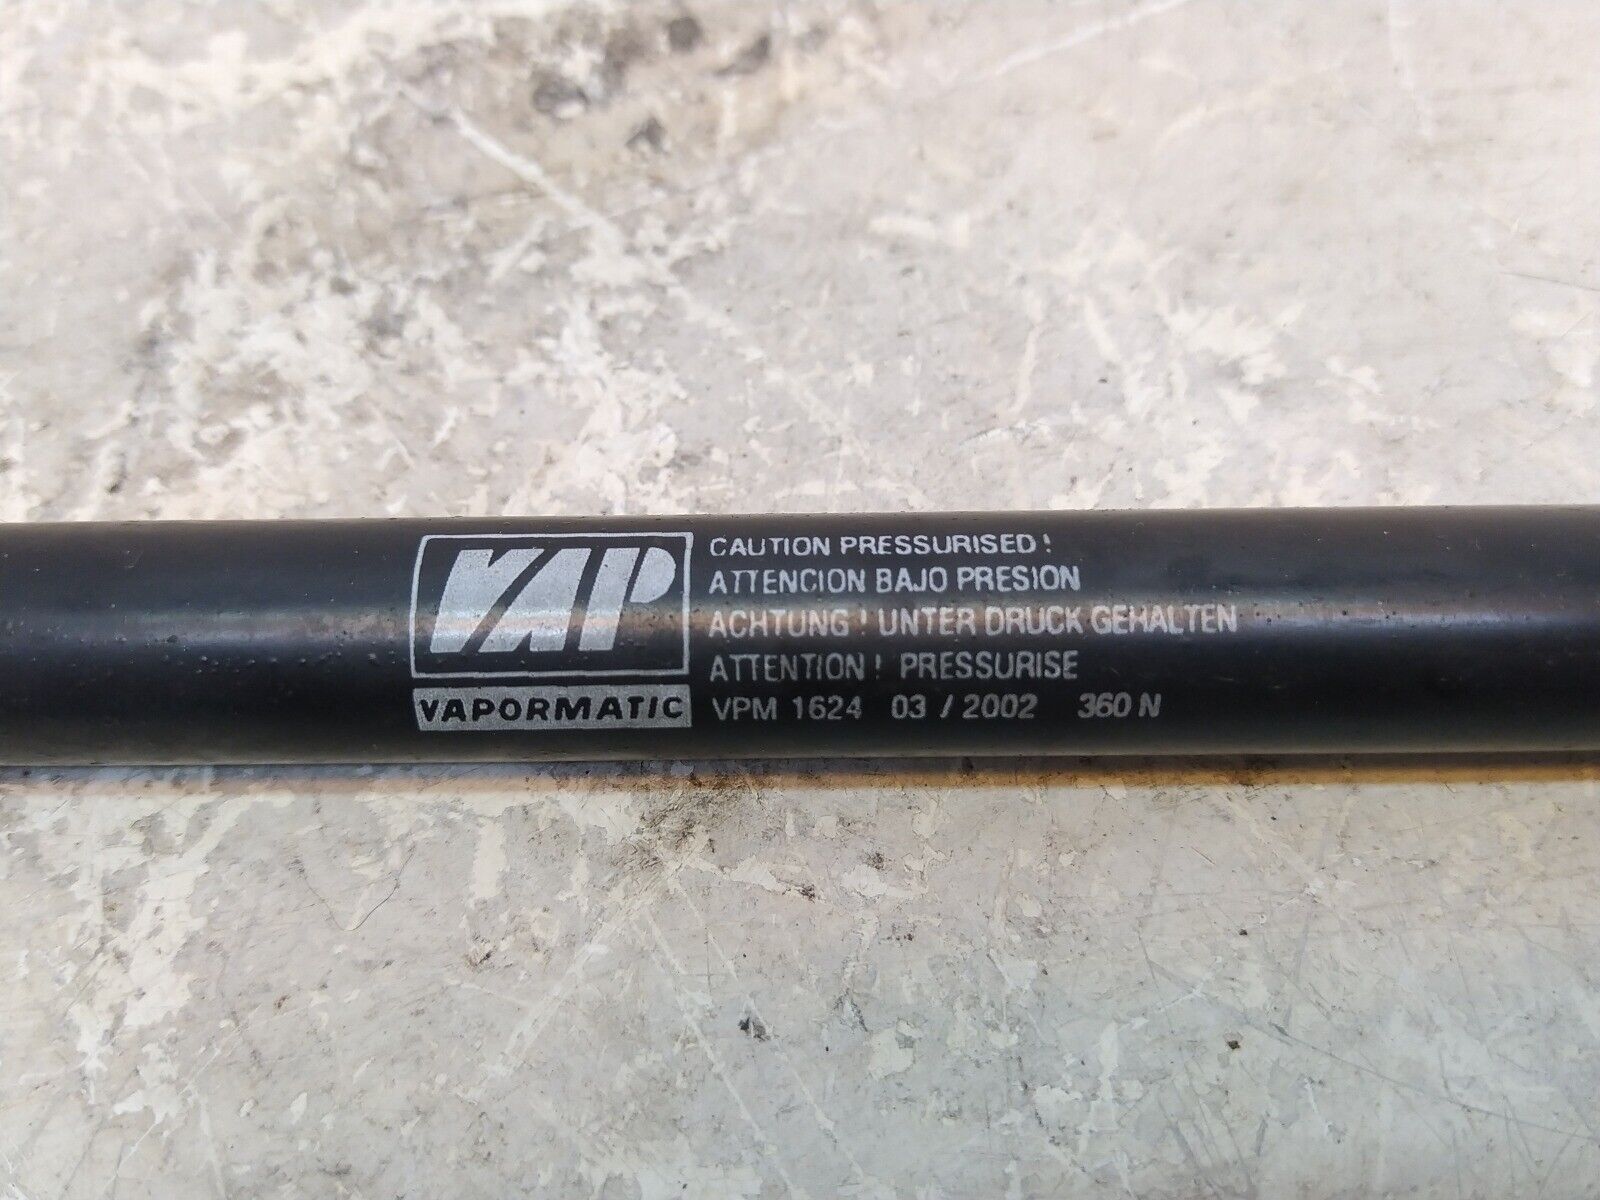 VAP
VAPORMATIC
CAUTION PRESSURISED !
ATTENCION BAJO PRESION
ACHTUNG ! UNTER DRUCK GEHALTEN
ATTENTION ! PRESSURISE
VPM 1624 03 / 2002 360 N